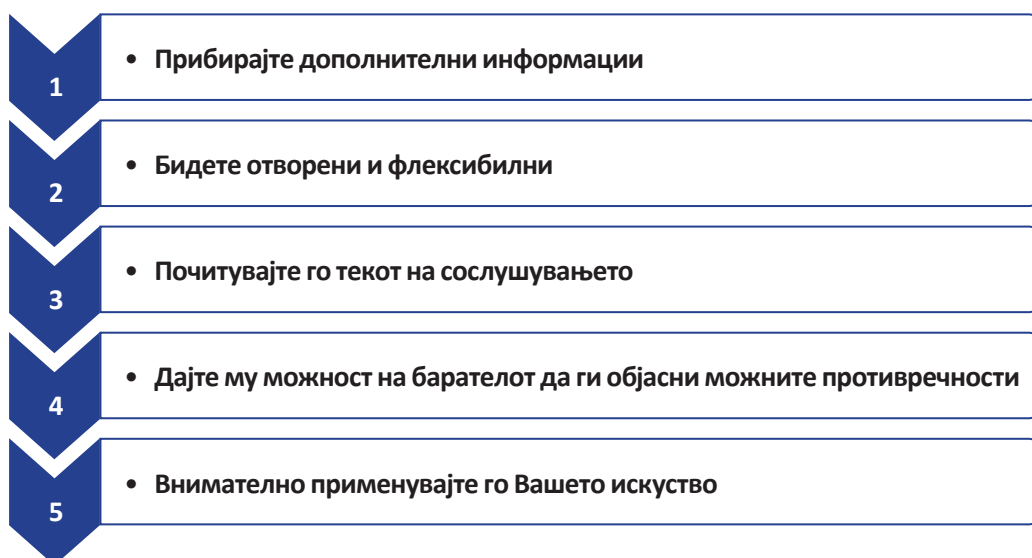 1 • Прибирајте дополнителни информации
2 • Бидете отворени и флексибилни
3 • Почитувајте го текот на сослушувањето
4 • Дајте му можност на барателот да ги објасни можните противречности
5 • Внимателно применувајте го Вашето искуство